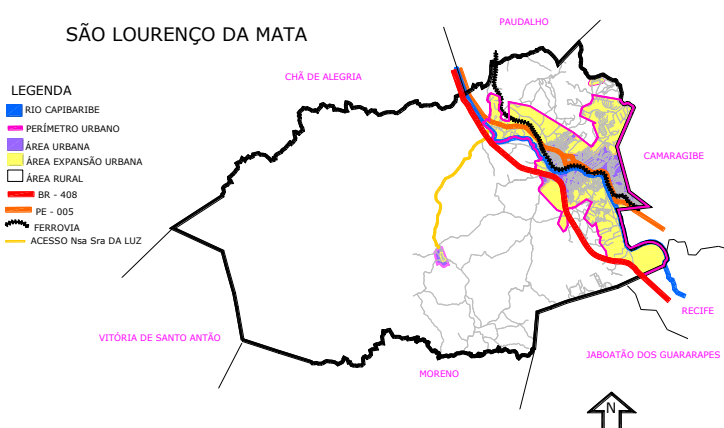 SÃO LOURENÇO DA MATA
PAUDALHO
CHÃ DE ALEGRIA
LEGENDA
RIO CAPIBARIBE
PERÍMETRO URBANO
ÁREA URBANA
ÁREA EXPANSÃO URBANA
ÁREA RURAL
BR - 408
PE - 005
FERROVIA
ACESSO Nsa Sra DA LUZ
CAMARAGIBE
RECIFE
VITÓRIA DE SANTO ANTÃO
JABOATÃO DOS GUARARAPES
MORENO
N